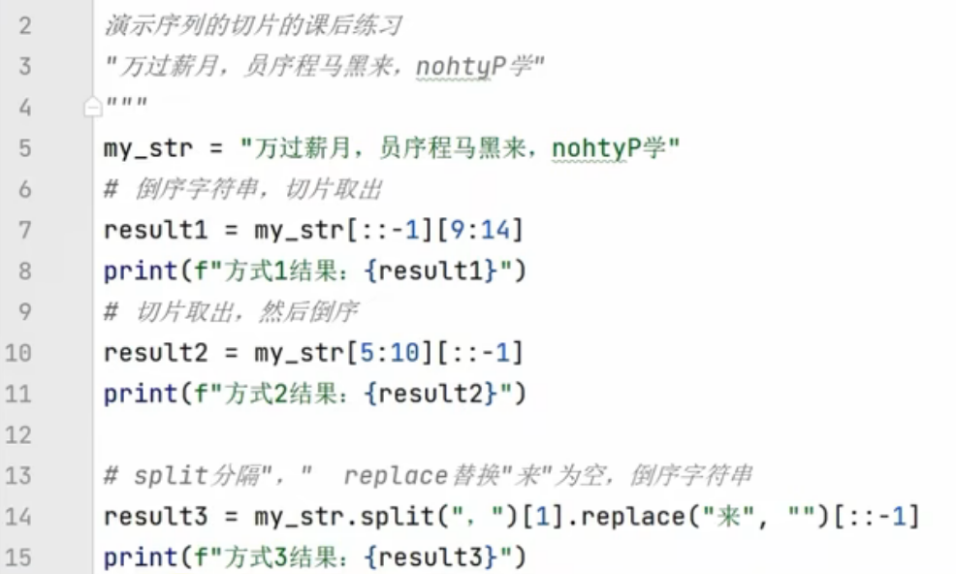 2 演示序列的切片的课后练习
3 "万过薪月，员序程马黑来，nohtyP学"
4 """
5 my_str = "万过薪月，员序程马黑来，nohtyP学"
6 # 倒序字符串，切片取出
7 result1 = my_str[::-1][9:14]
8 print(f"方式1结果：{result1}")
9 # 切片取出，然后倒序
10 result2 = my_str[5:10][::-1]
11 print(f"方式2结果：{result2}")
12
13 # split分隔"，" replace替换"来"为空，倒序字符串
14 result3 = my_str.split("，")[1].replace("来", "")[::-1]
15 print(f"方式3结果：{result3}")